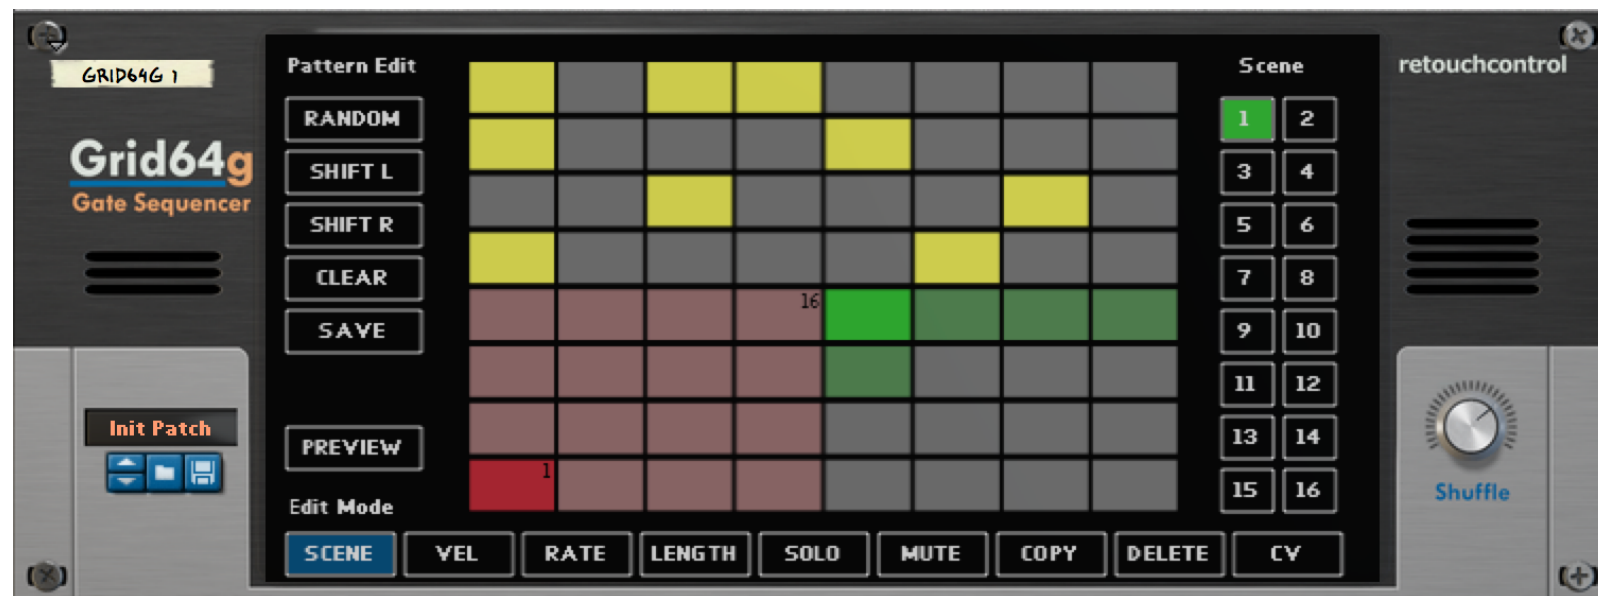 GRID64G 1
Grid64g
Gate Sequencer
Init Patch
Pattern Edit
RANDOM
SHIFT L
SHIFT R
CLEAR
SAVE
PREVIEW
Edit Mode
16
1
SCENE VEL RATE LENGTH SOLO MUTE COPY DELETE CV
Scene
1 2
3 4
5 6
7 8
9 10
11 12
13 14
15 16
retouchcontrol
Shuffle